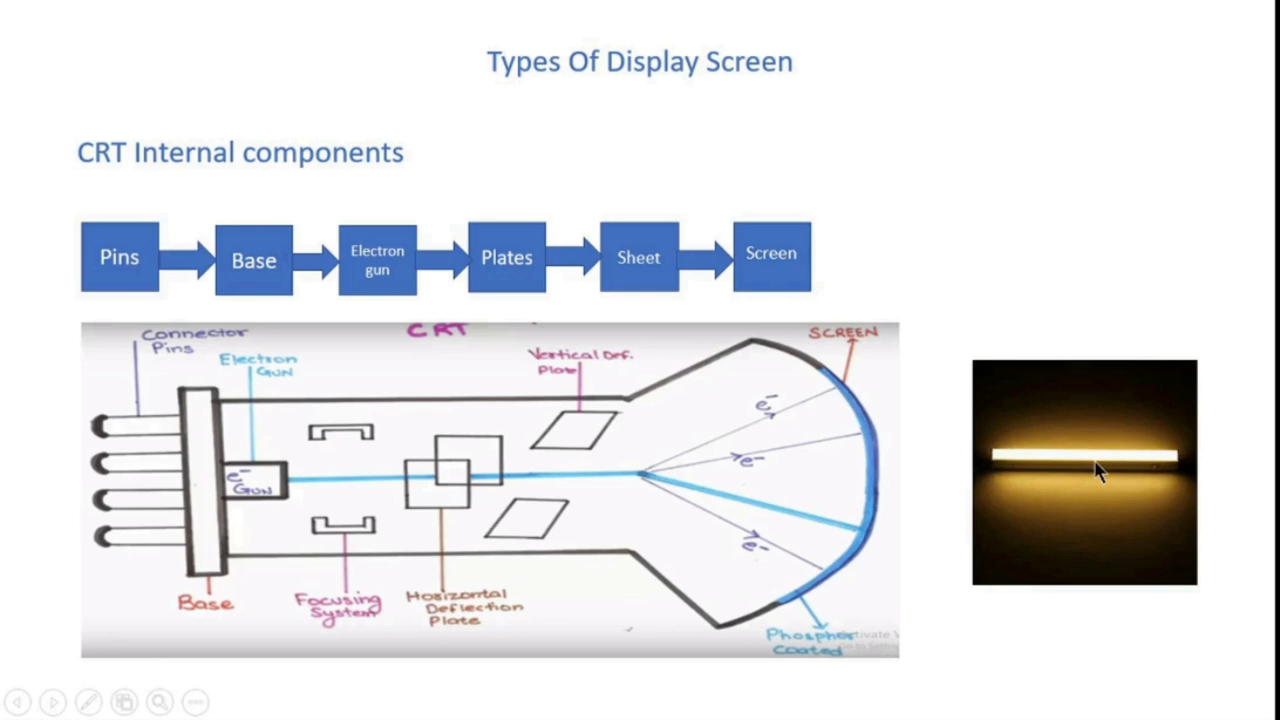 Types Of Display Screen
CRT Internal components
Pins
Base
Electron
gun
Plates
Sheet
Screen
CRT
Connector
Pins
Electron
GUN
Vertical Def.
Plate
SCREEN
e-
GUN
e-
e-
e-
Base
Focusing
System
Horizontal
Deflection
Plate
Phosphor
Coated